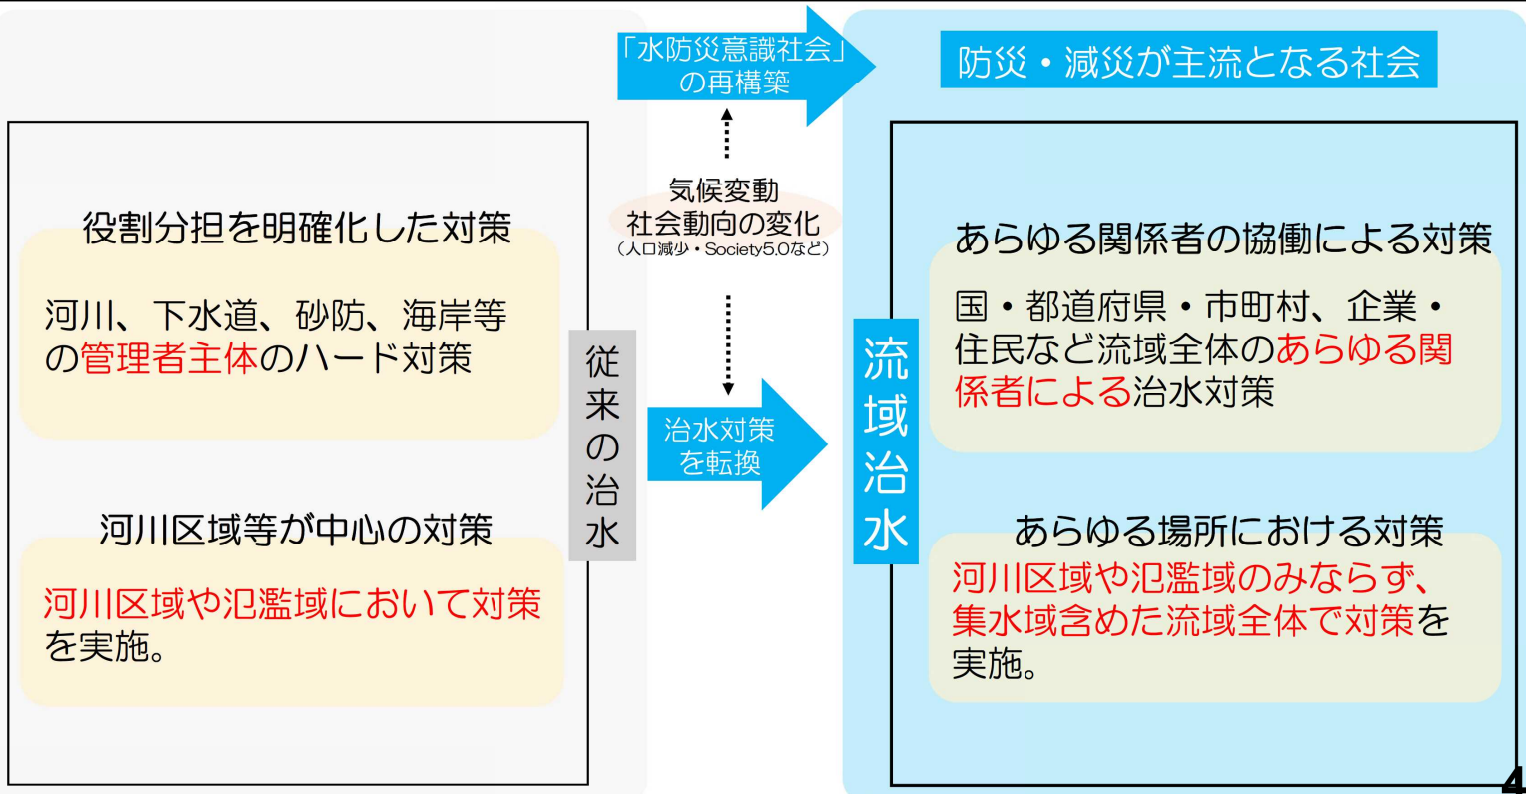 「水防災意識社会」
の再構築
防災・減災が主流となる社会
気候変動
社会動向の変化
（人口減少・Society5.0など）
治水対策
を転換
従来の治水
役割分担を明確化した対策
河川、下水道、砂防、海岸等
の管理者主体のハード対策
河川区域等が中心の対策
河川区域や氾濫域において対策
を実施。
流域治水
あらゆる関係者の協働による対策
国・都道府県・市町村、企業・
住民など流域全体のあらゆる関
係者による治水対策
あらゆる場所における対策
河川区域や氾濫域のみならず、
集水域含めた流域全体で対策を
実施。
4